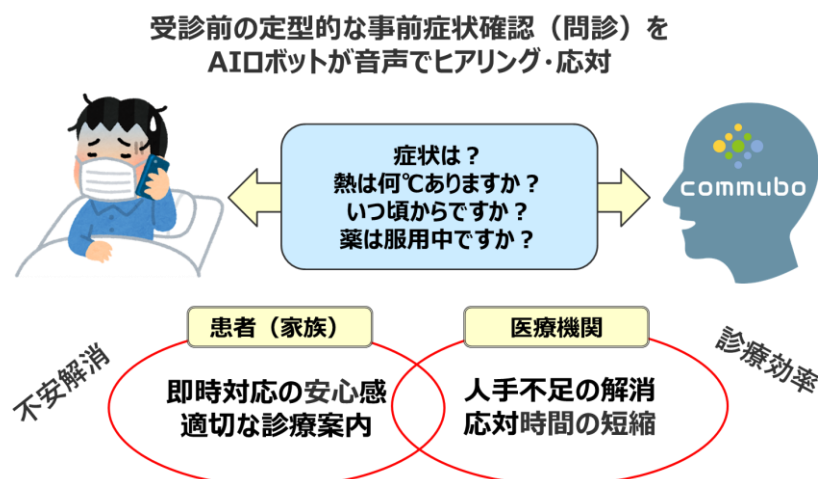 受診前の定型的な事前症状確認（問診）を
AIロボットが音声でヒアリング・応対
症状は？
熱は何℃ありますか？
いつ頃からですか？
薬は服用中ですか？
commubo
患者（家族）
医療機関
不安解消
即時対応の安心感
適切な診療案内
人手不足の解消
応対時間の短縮
診療効率